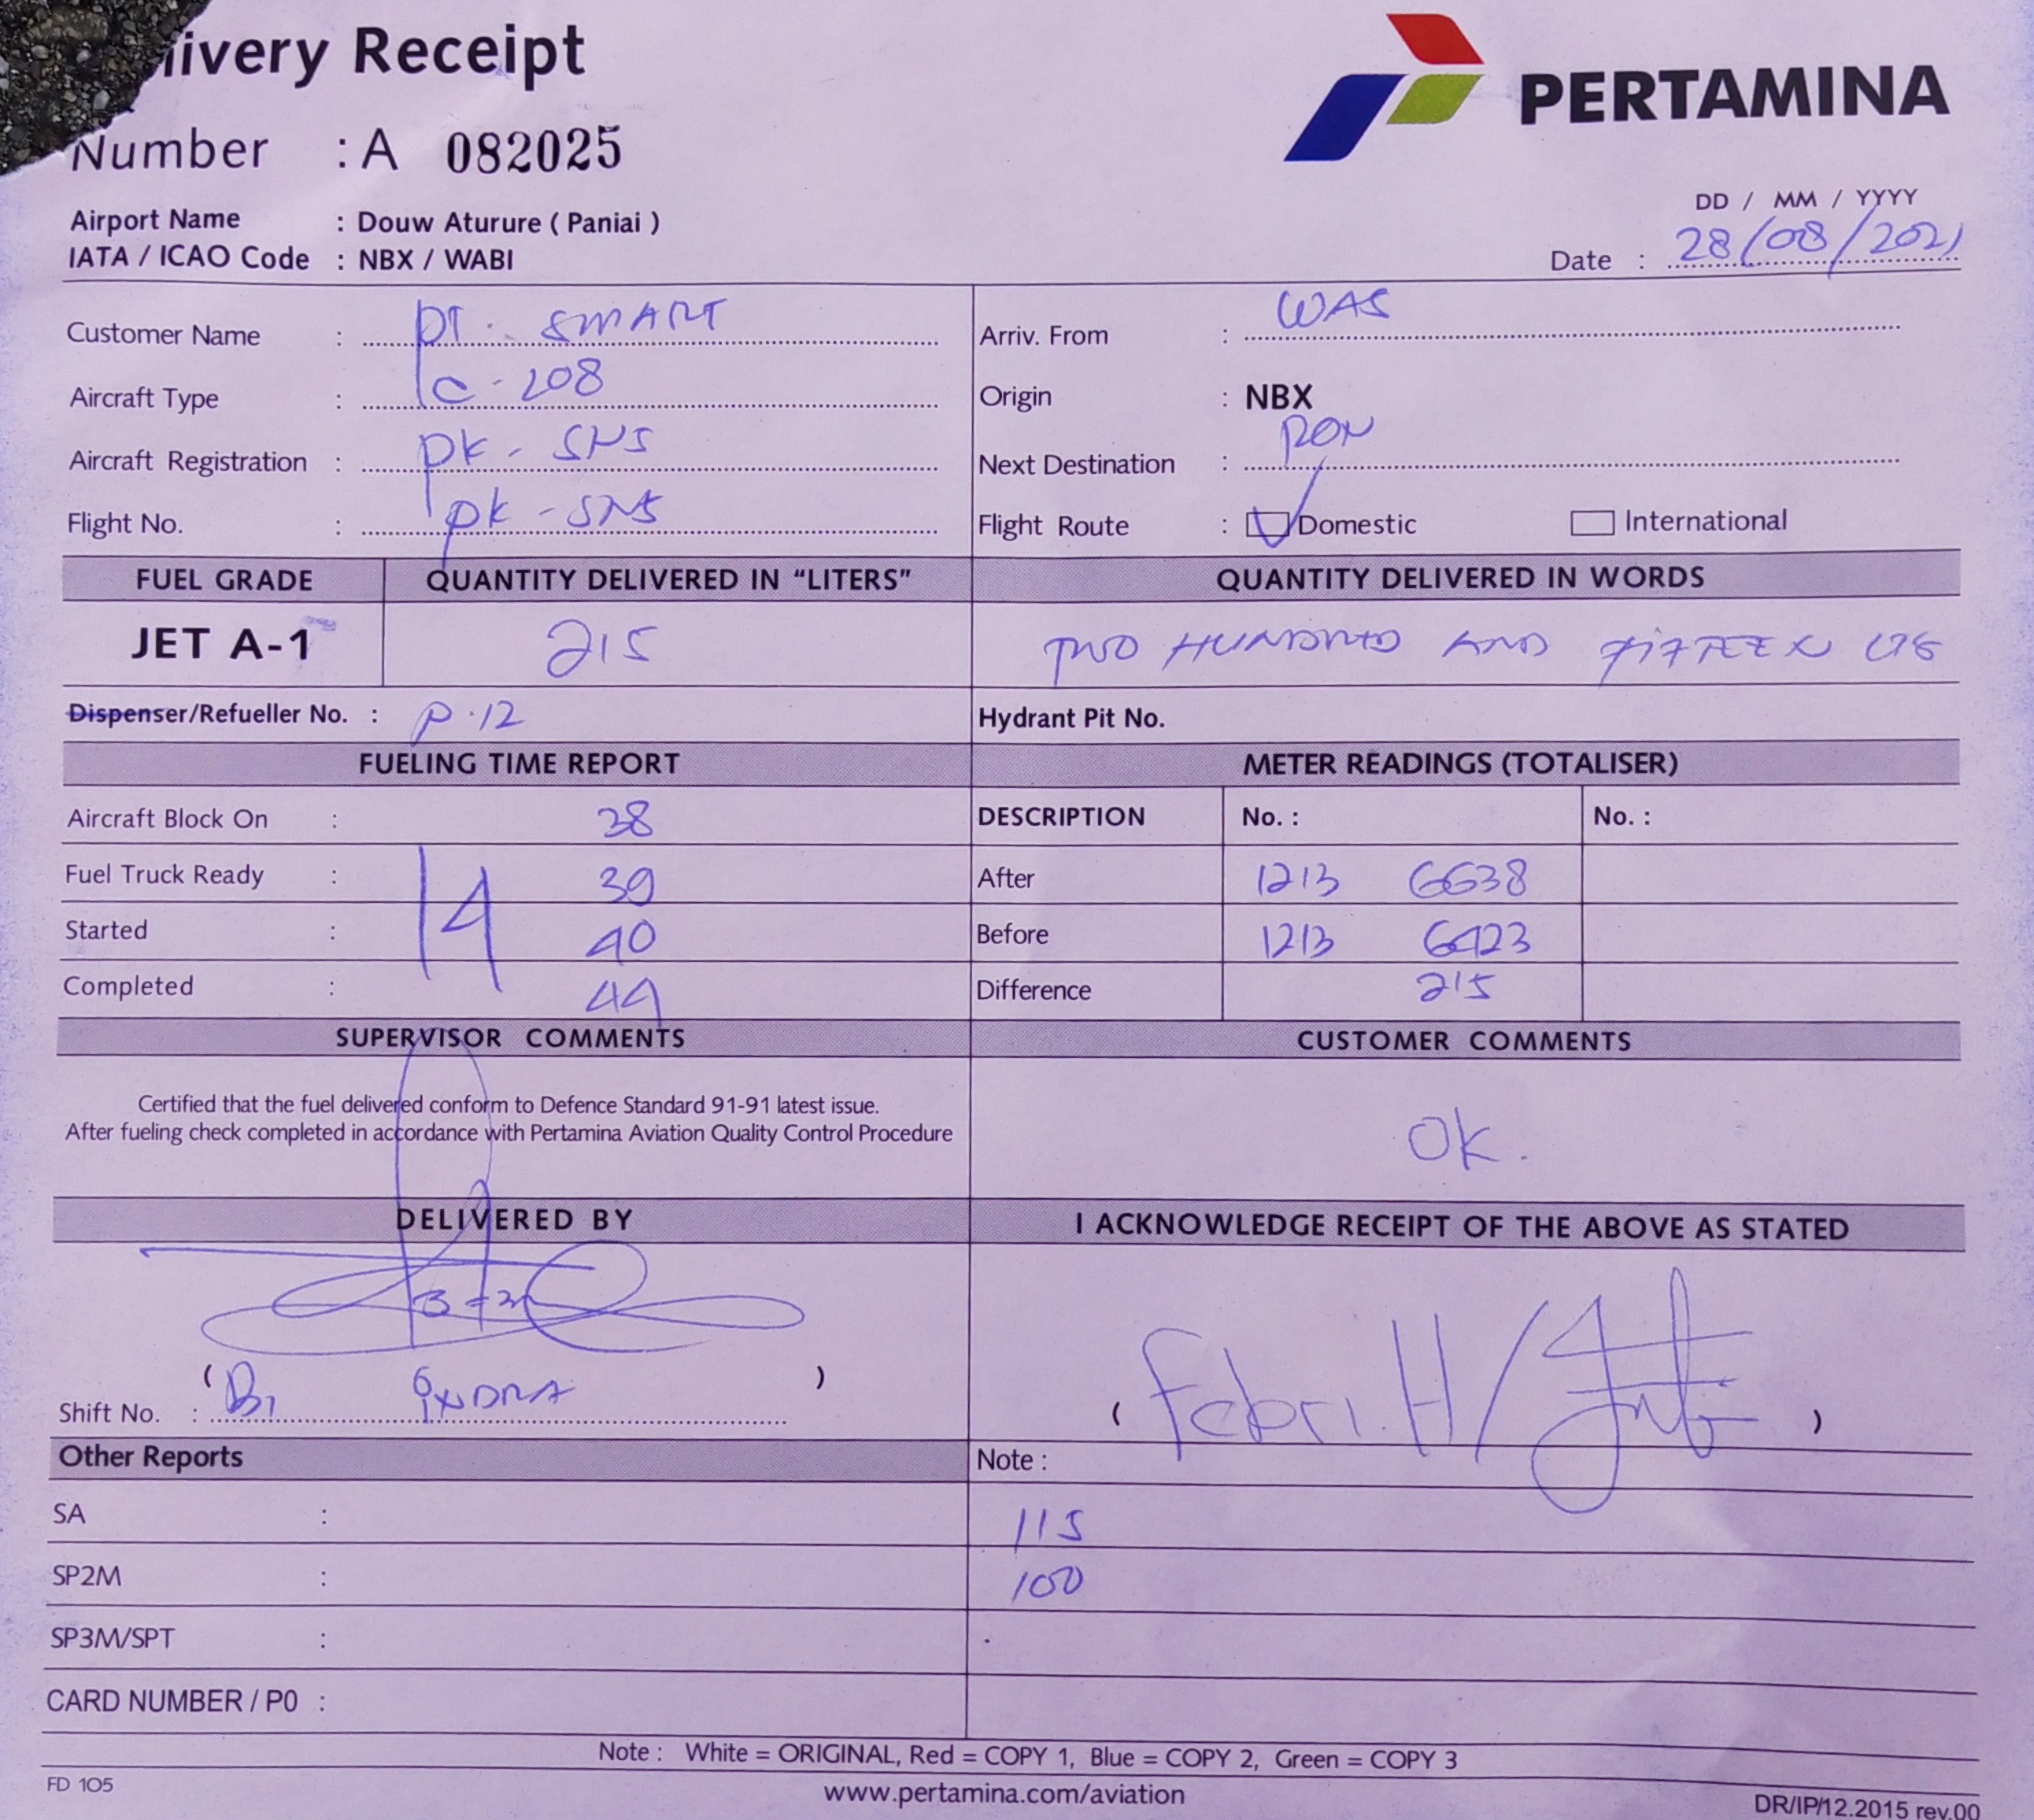 ivery Receipt
PERTAMINA
Number : A 082025
Airport Name : Douw Aturure ( Paniai )
IATA / ICAO Code : NBX / WABI
DD / MM / YYYY
Date : 28/08/2021
Customer Name : PT. SMART
Arriv. From : WAS
Aircraft Type : C-208
Origin : NBX
Aircraft Registration : PK-SNS
Next Destination : RON
Flight No. : PK-SNS
Flight Route : Domestic International
FUEL GRADE QUANTITY DELIVERED IN “LITERS” QUANTITY DELIVERED IN WORDS
JET A-1 215 TWO HUNDRED AND FIFTEEN LTS
Dispenser/Refueller No. : P.12 Hydrant Pit No.
FUELING TIME REPORT METER READINGS (TOTALISER)
Aircraft Block On : 38 DESCRIPTION No. : No. :
Fuel Truck Ready : 39 After 1213 6638
14
Started : 40 Before 1213 6423
Completed : 44 Difference 215
SUPERVISOR COMMENTS CUSTOMER COMMENTS
Certified that the fuel delivered conform to Defence Standard 91-91 latest issue.
After fueling check completed in accordance with Pertamina Aviation Quality Control Procedure
OK.
DELIVERED BY I ACKNOWLEDGE RECEIPT OF THE ABOVE AS STATED
( )
Shift No. : B1 INDRA
( Febri.H/ )
Other Reports Note :
SA : 115
SP2M : 100
SP3M/SPT :
CARD NUMBER / P0 :
Note : White = ORIGINAL, Red = COPY 1, Blue = COPY 2, Green = COPY 3
FD 105 www.pertamina.com/aviation DR/IP/12.2015 rev.00